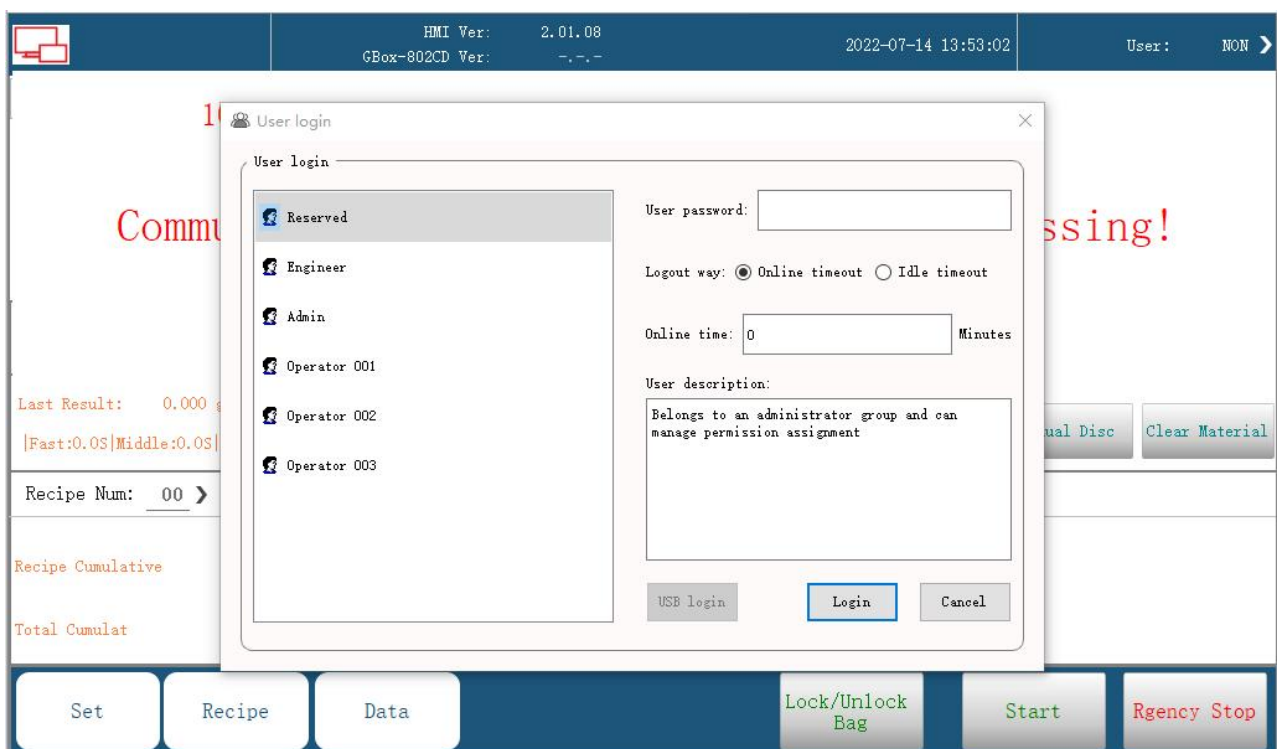 HMI Ver: 2.01.08
GBox-802CD Ver: -.-.-
2022-07-14 13:53:02
User: NON
User login
User login
Reserved
Engineer
Admin
Operator 001
Operator 002
Operator 003
User password:
Logout way: Online timeout Idle timeout
Online time: 0 Minutes
User description:
Belongs to an administrator group and can
manage permission assignment
USB login Login Cancel
Last Result: 0.000
|Fast:0.0S|Middle:0.0S|
Clear Material
Recipe Num: 00
Recipe Cumulative
Total Cumulat
Set Recipe Data
Lock/Unlock
Bag
Start
Rgency Stop